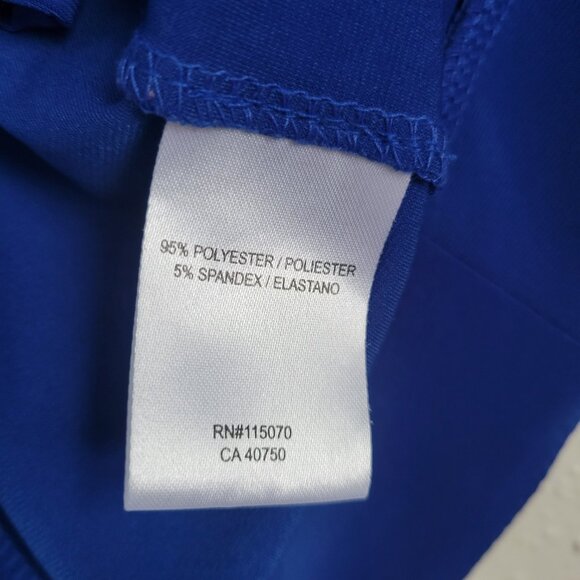 95% POLYESTER / POLIESTER
5% SPANDEX / ELASTANO
RN#115070
CA 40750